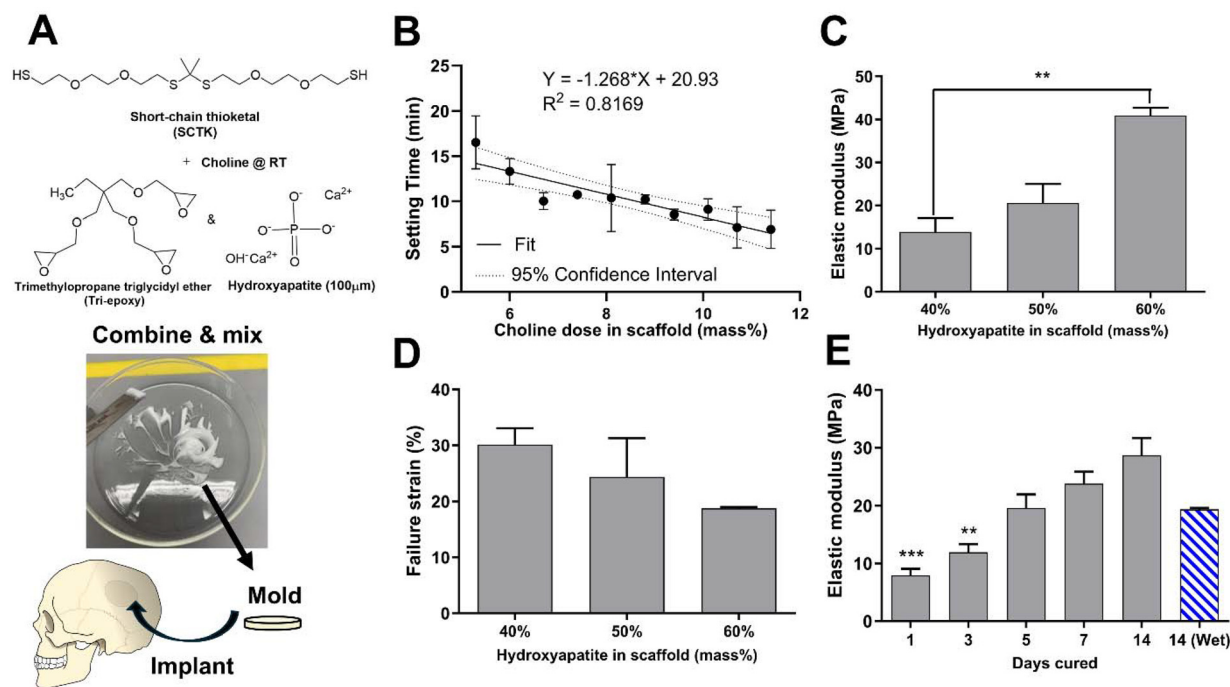 A
HS
O
O
S
S
O
O
SH
Short-chain thioketal
(SCTK)
+ Choline @ RT
H₃C
O
O
O
O
O
O
&
O⁻ Ca²⁺
O⁻ P O⁻
OH⁻Ca²⁺ O
Trimethylopropane triglycidyl ether
(Tri-epoxy)
Hydroxyapatite (100μm)
Combine & mix
Mold
Implant
B
Y = -1.268*X + 20.93
R² = 0.8169
Setting Time (min)
25
20
15
10
5
0
Fit
95% Confidence Interval
6 8 10 12
Choline dose in scaffold (mass%)
C
**
Elastic modulus (MPa)
50
40
30
20
10
0
40% 50% 60%
Hydroxyapatite in scaffold (mass%)
D
Failure strain (%)
40
30
20
10
0
40% 50% 60%
Hydroxyapatite in scaffold (mass%)
E
Elastic modulus (MPa)
40
30
20
10
0
***
**
1 3 5 7 14 14 (Wet)
Days cured